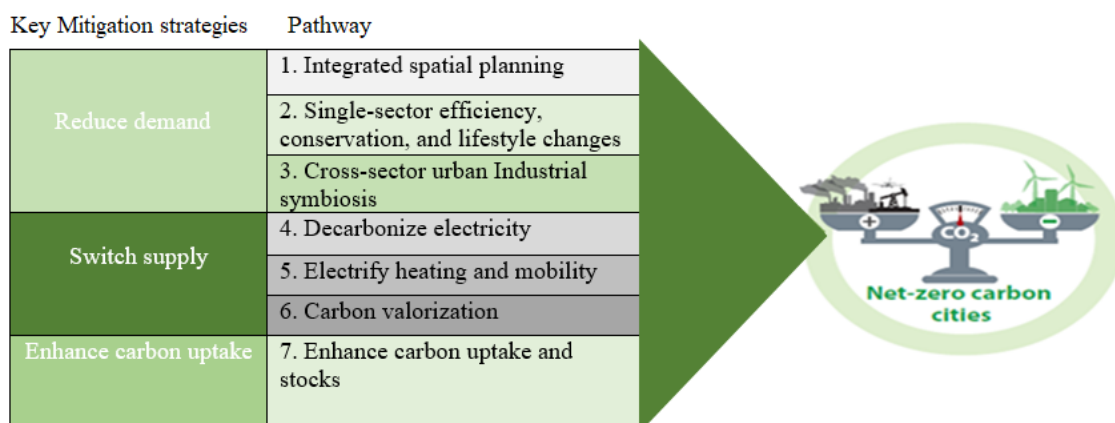 Key Mitigation strategies Pathway
Reduce demand
1. Integrated spatial planning
2. Single-sector efficiency,
conservation, and lifestyle changes
3. Cross-sector urban Industrial
symbiosis
Switch supply
4. Decarbonize electricity
5. Electrify heating and mobility
6. Carbon valorization
Enhance carbon uptake
7. Enhance carbon uptake and
stocks
+
CO₂
−
Net-zero carbon
cities